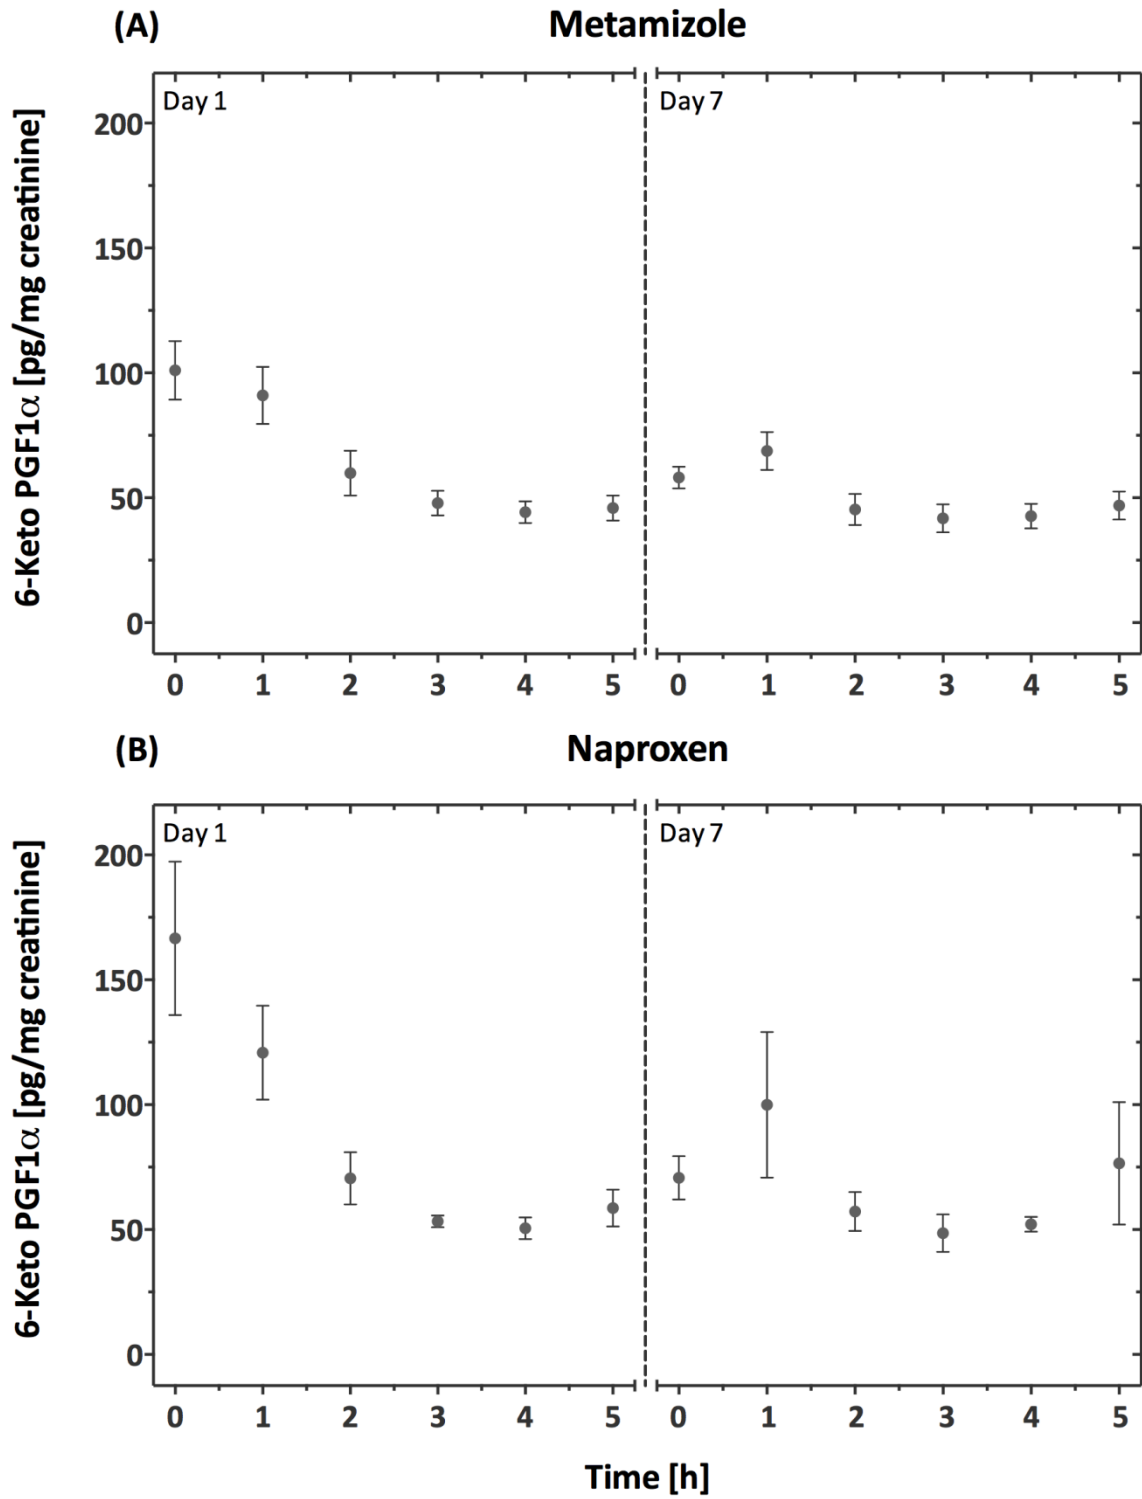 (A) Metamizole
Day 1 Day 7
6-Keto PGF1α [pg/mg creatinine]
200
150
100
50
0
0 1 2 3 4 5 0 1 2 3 4 5
(B) Naproxen
Day 1 Day 7
6-Keto PGF1α [pg/mg creatinine]
200
150
100
50
0
0 1 2 3 4 5 0 1 2 3 4 5
Time [h]